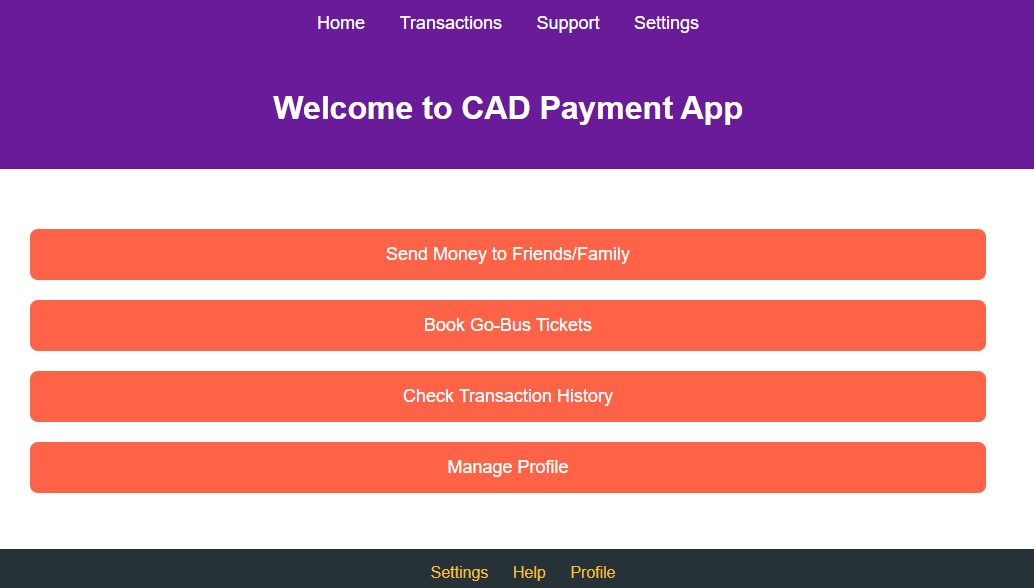 Home Transactions Support Settings
Welcome to CAD Payment App
Send Money to Friends/Family
Book Go-Bus Tickets
Check Transaction History
Manage Profile
Settings Help Profile